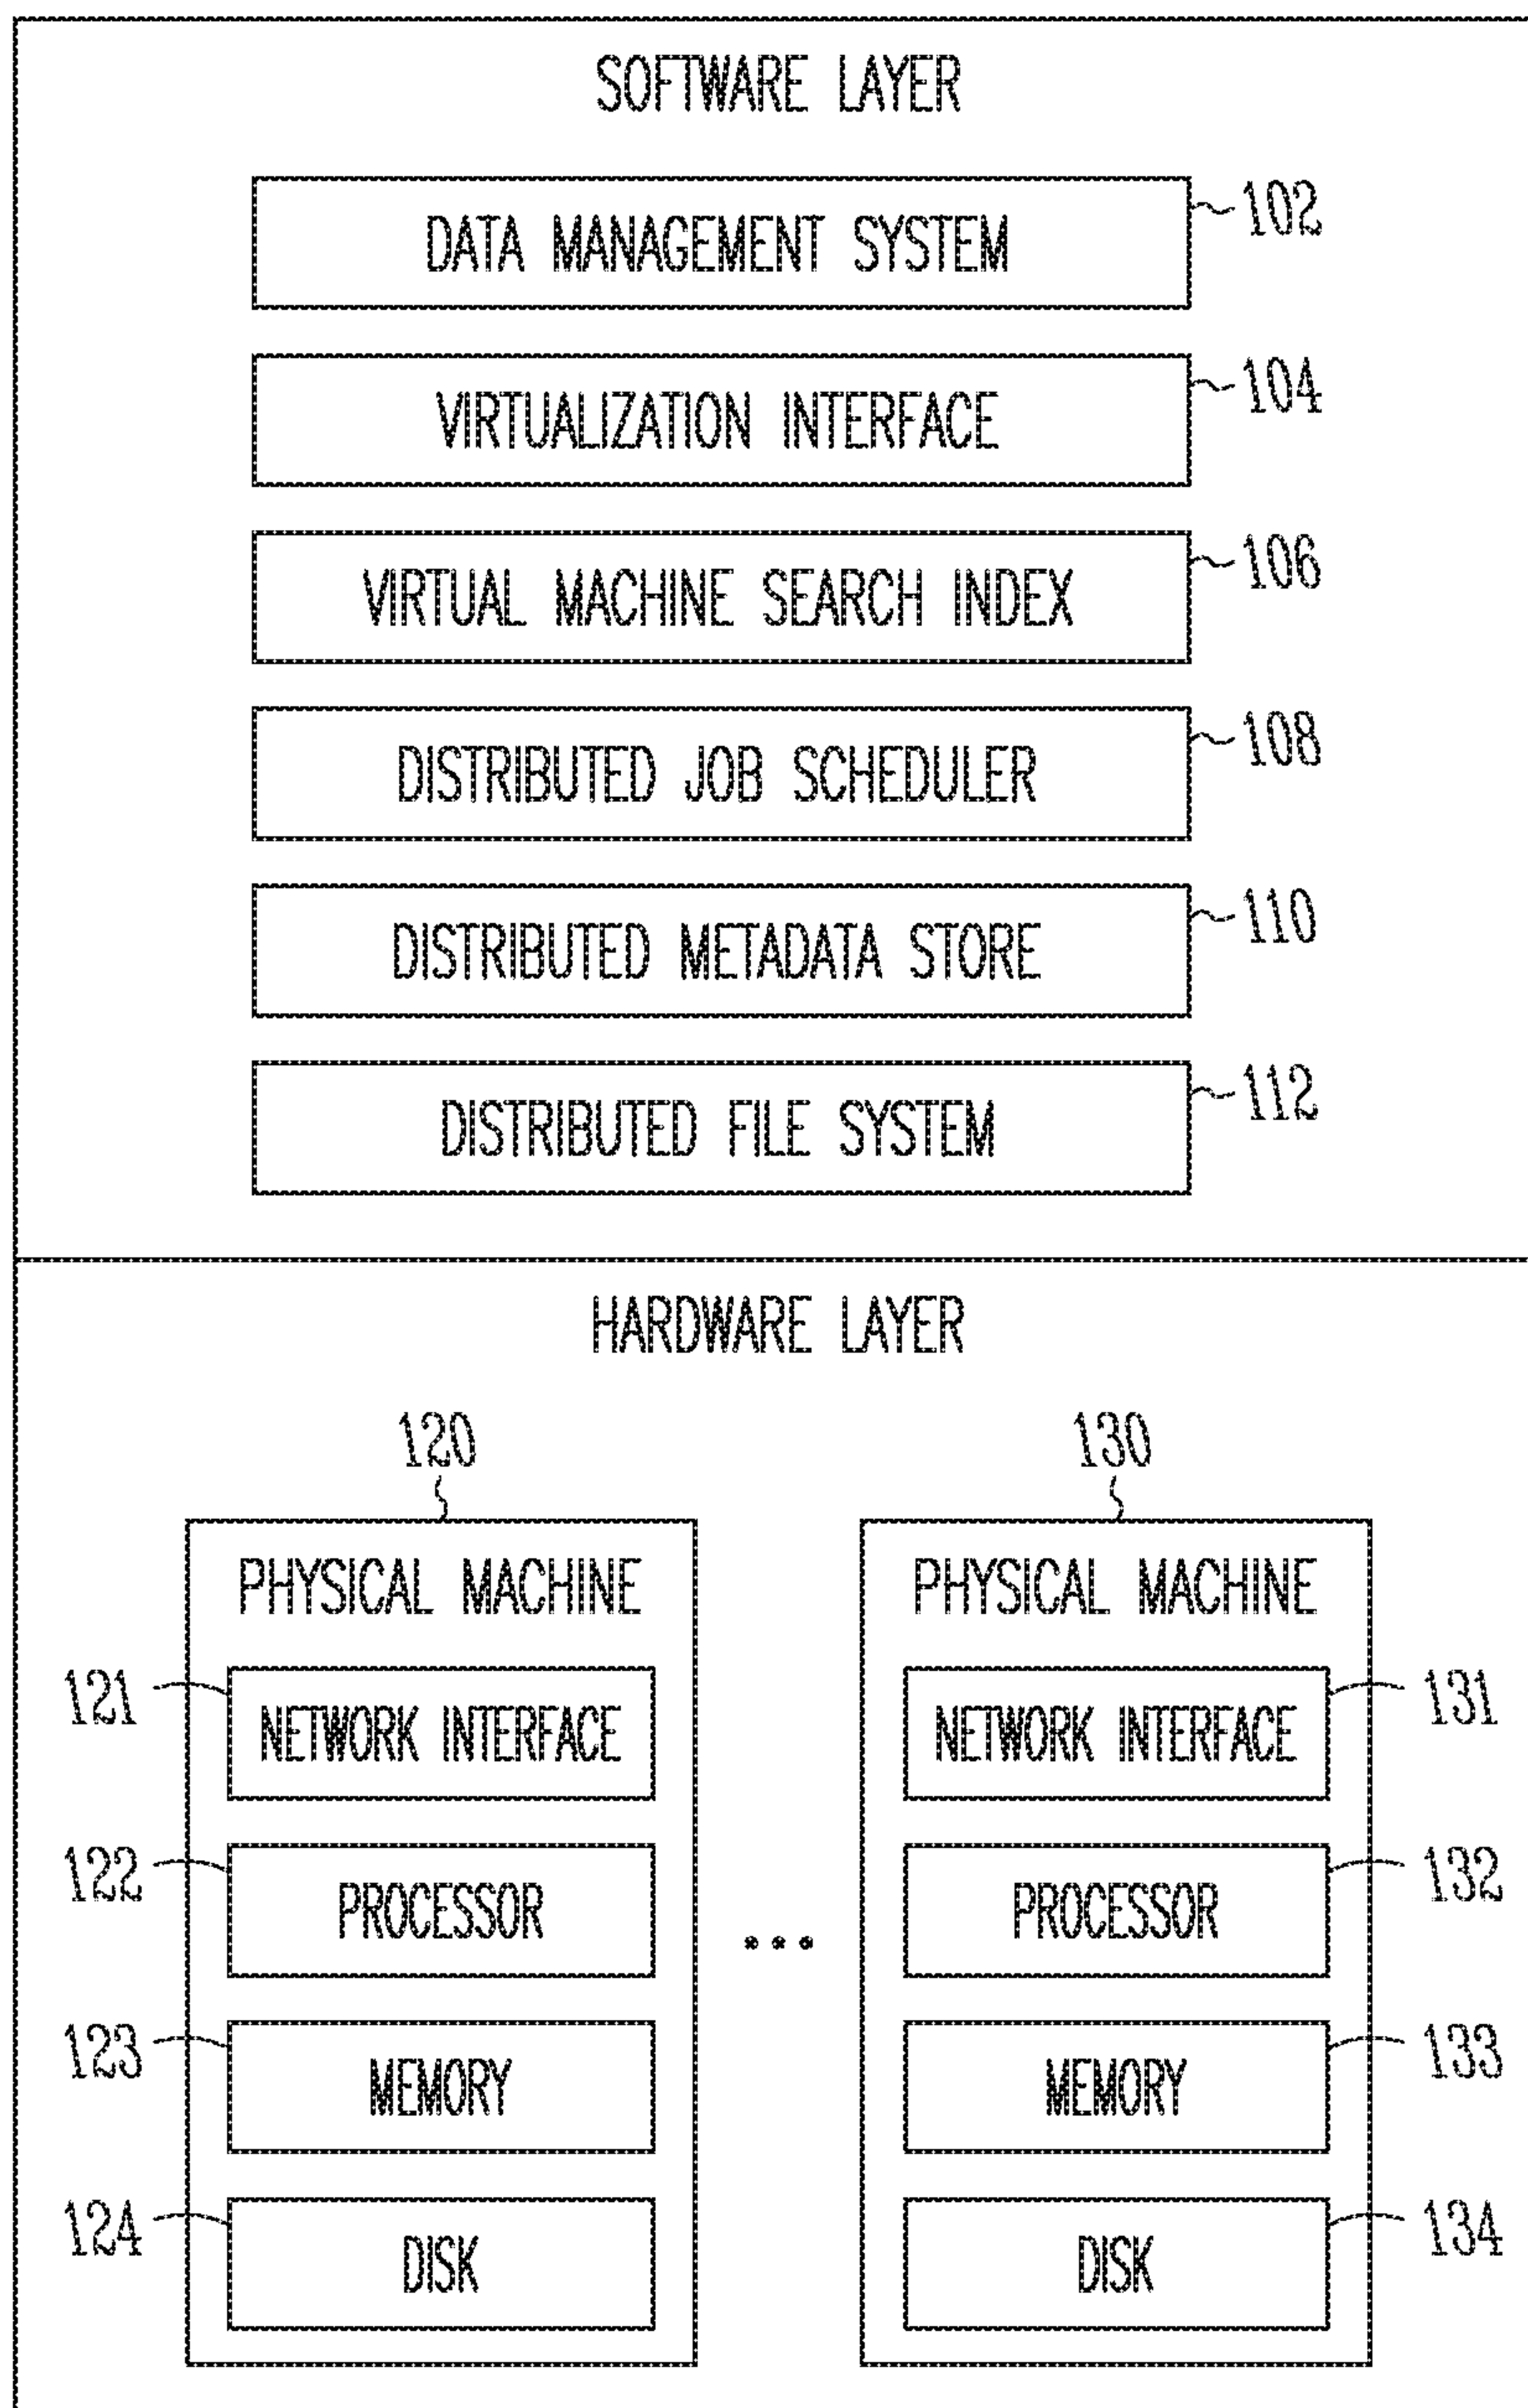 SOFTWARE LAYER
DATA MANAGEMENT SYSTEM
102
VIRTUALIZATION INTERFACE
104
VIRTUAL MACHINE SEARCH INDEX
106
DISTRIBUTED JOB SCHEDULER
108
DISTRIBUTED METADATA STORE
110
DISTRIBUTED FILE SYSTEM
112
HARDWARE LAYER
120
PHYSICAL MACHINE
121
NETWORK INTERFACE
122
PROCESSOR
123
MEMORY
124
DISK
...
130
PHYSICAL MACHINE
NETWORK INTERFACE
131
PROCESSOR
132
MEMORY
133
DISK
134